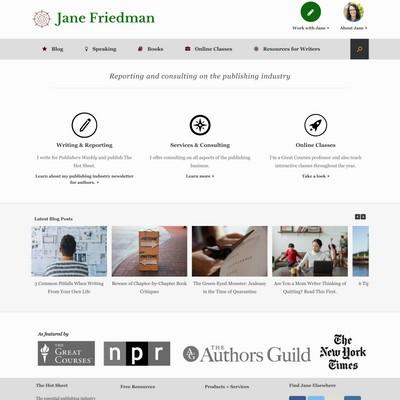 Jane Friedman
Work with Jane
About Jane
Blog
Speaking
Books
Online Classes
Resources for Writers
Reporting and consulting on the publishing industry
Writing & Reporting
I write for Publishers Weekly and publish The
Hot Sheet.
Learn about my publishing industry newsletter
for authors.
Services & Consulting
I offer consulting on all aspects of the publishing
business.
Learn more
Online Classes
I'm a Great Courses professor and also teach
interactive classes throughout the year.
Take a look
Latest Blog Posts
3 Common Pitfalls When Writing
From Your Own Life
Beware of Chapter-by-Chapter Book
Critiques
The Green-Eyed Monster: Jealousy
in the Time of Quarantine
Are You a Mom Writer Thinking of
Quitting? Read This First.
6 Tip
As featured by
THE
GREAT
COURSES
npr
AG
THE
Authors Guild
The
New York
Times
The Hot Sheet
Free Resources
Products + Services
Find Jane Elsewhere
The essential publishing industry